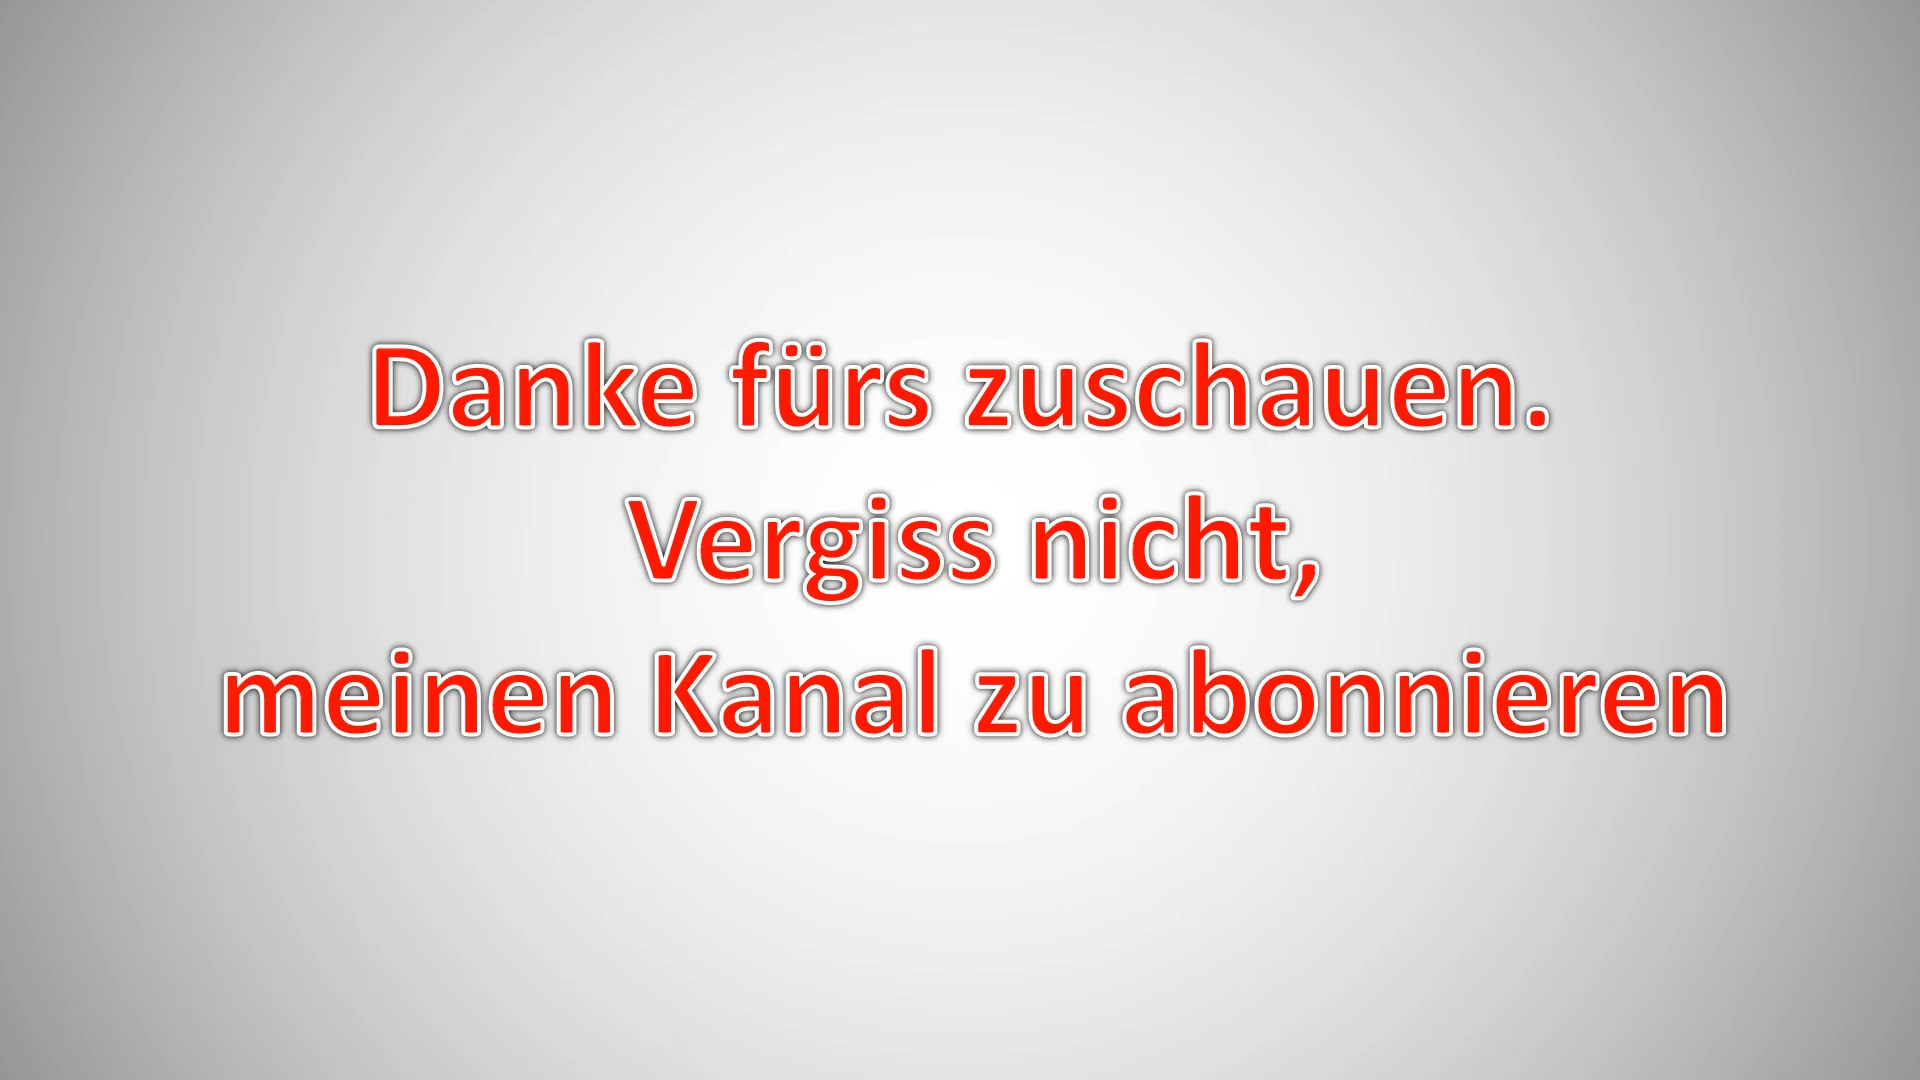 Danke fürs zuschauen.
Vergiss nicht,
meinen Kanal zu abonnieren